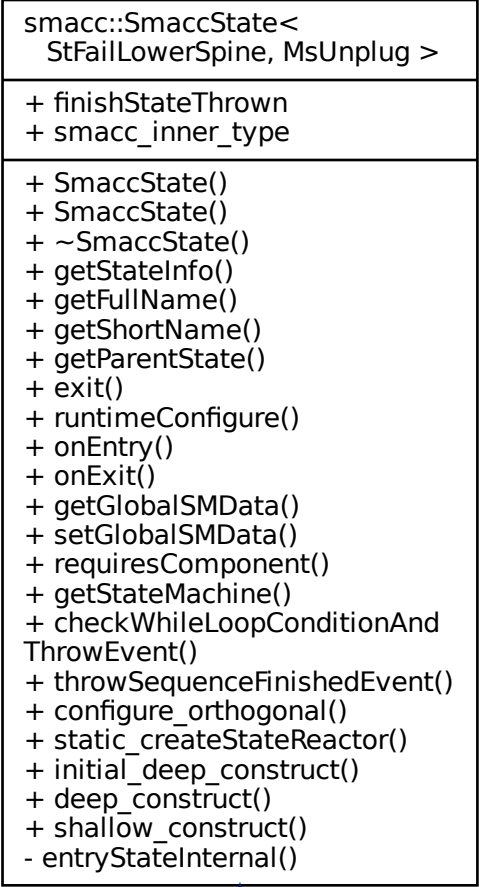 smacc::SmaccState<
StFailLowerSpine, MsUnplug >
+ finishStateThrown
+ smacc_inner_type
+ SmaccState()
+ SmaccState()
+ ~SmaccState()
+ getStateInfo()
+ getFullName()
+ getShortName()
+ getParentState()
+ exit()
+ runtimeConfigure()
+ onEntry()
+ onExit()
+ getGlobalSMData()
+ setGlobalSMData()
+ requiresComponent()
+ getStateMachine()
+ checkWhileLoopConditionAnd
ThrowEvent()
+ throwSequenceFinishedEvent()
+ configure_orthogonal()
+ static_createStateReactor()
+ initial_deep_construct()
+ deep_construct()
+ shallow_construct()
- entryStateInternal()